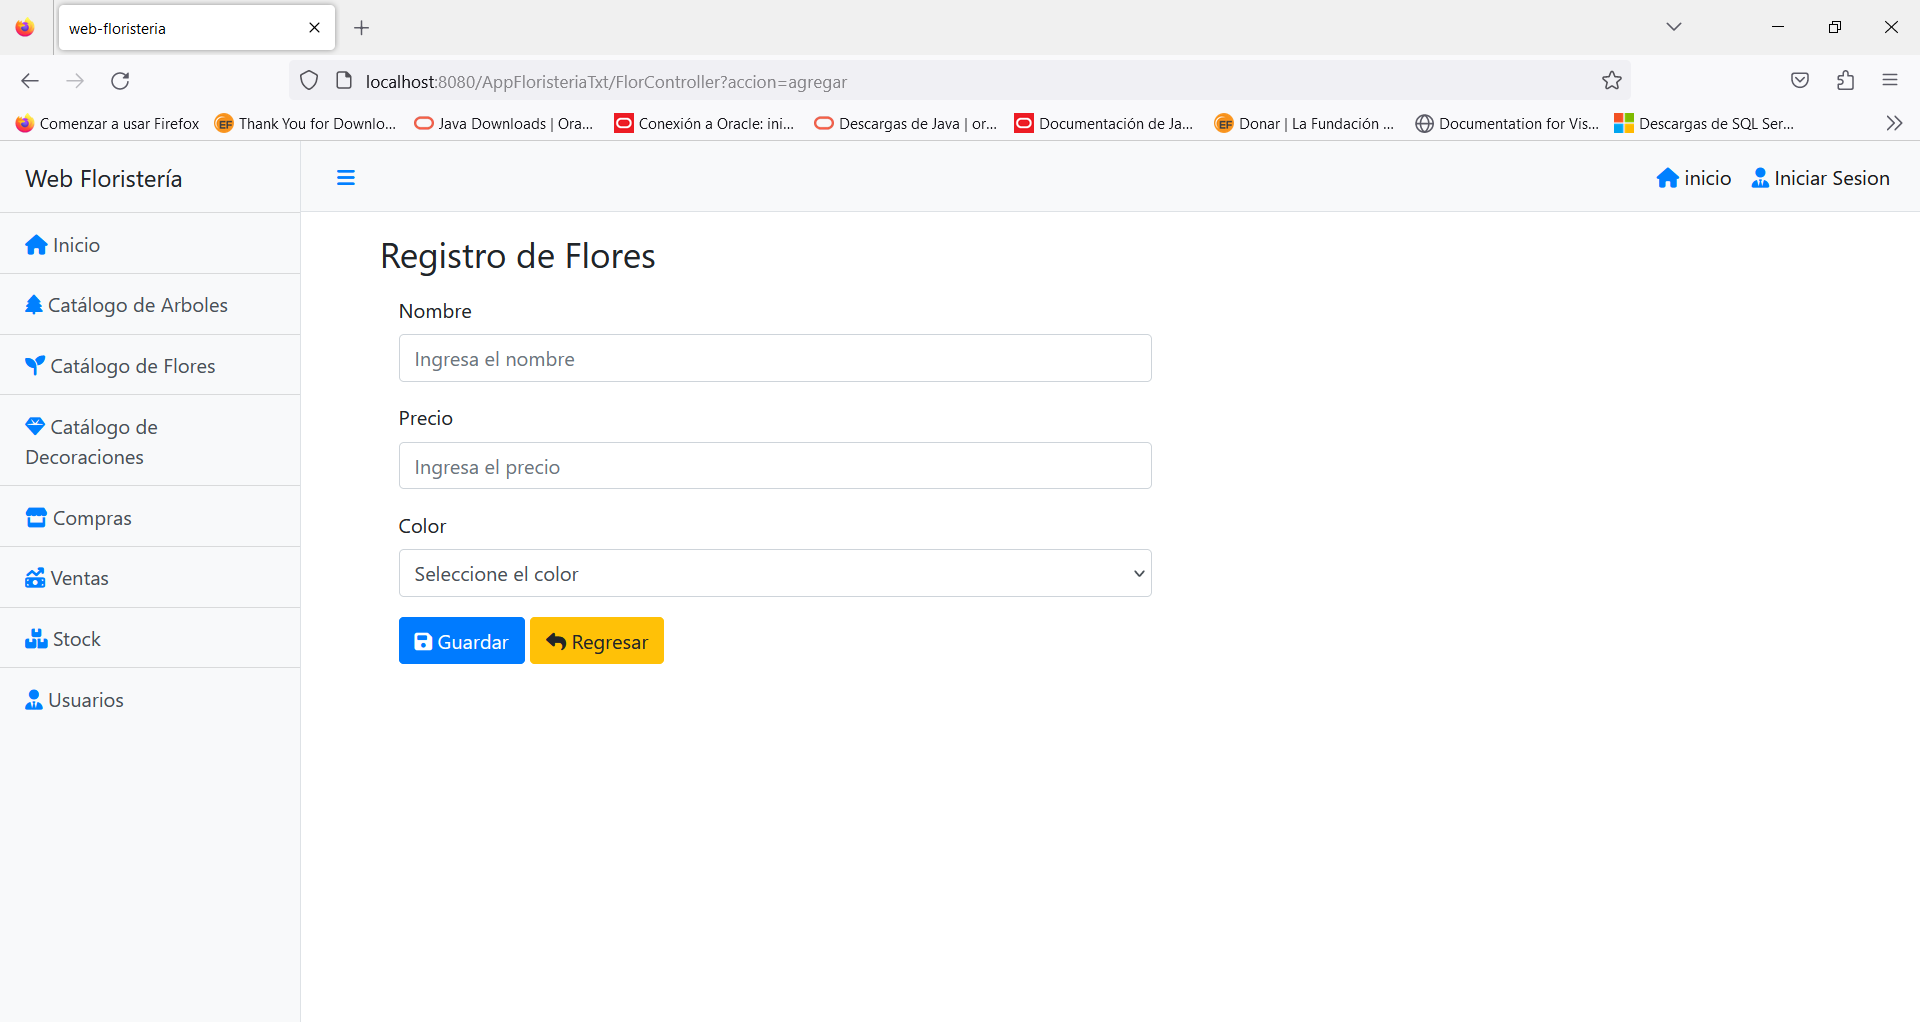 web-floristeria
localhost:8080/AppFloristeriaTxt/FlorController?accion=agregar
Comenzar a usar Firefox
EF Thank You for Downlo...
Java Downloads | Ora...
Conexión a Oracle: ini...
Descargas de Java | or...
Documentación de Ja...
EF Donar | La Fundación ...
Documentation for Vis...
Descargas de SQL Ser...
Web Floristería
inicio
Iniciar Sesion
Inicio
Catálogo de Arboles
Catálogo de Flores
Catálogo de
Decoraciones
Compras
Ventas
Stock
Usuarios
Registro de Flores
Nombre
Ingresa el nombre
Precio
Ingresa el precio
Color
Seleccione el color
Guardar
Regresar